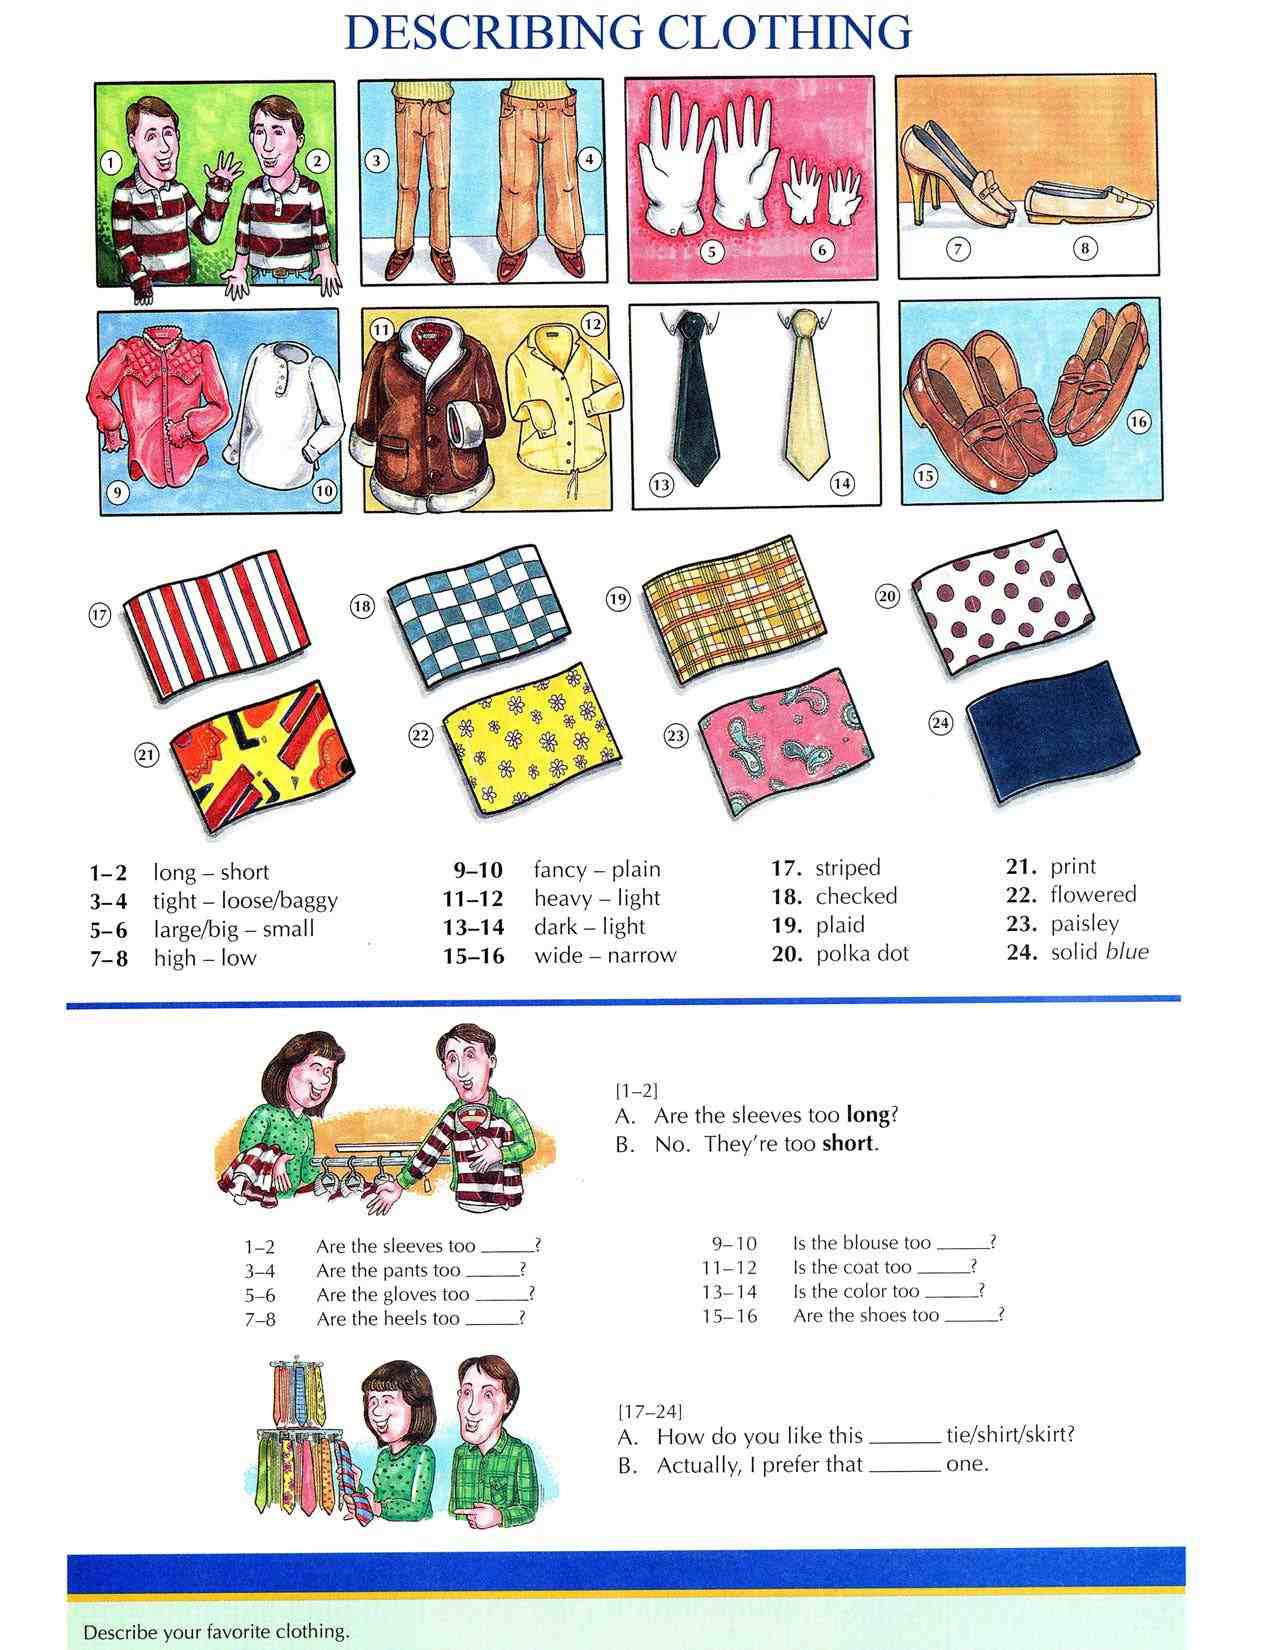 DESCRIBING CLOTHING
1
2
3
4
5
6
7
8
9
10
11
12
13
14
15
16
17
18
19
20
21
22
23
24
1–2 long – short
3–4 tight – loose/baggy
5–6 large/big – small
7–8 high – low
9–10 fancy – plain
11–12 heavy – light
13–14 dark – light
15–16 wide – narrow
17. striped
18. checked
19. plaid
20. polka dot
21. print
22. flowered
23. paisley
24. solid blue
[1–2]
A. Are the sleeves too long?
B. No. They're too short.
1–2 Are the sleeves too _____?
3–4 Are the pants too _____?
5–6 Are the gloves too _____?
7–8 Are the heels too _____?
9–10 Is the blouse too _____?
11–12 Is the coat too _____?
13–14 Is the color too _____?
15–16 Are the shoes too _____?
[17–24]
A. How do you like this ______ tie/shirt/skirt?
B. Actually, I prefer that ______ one.
Describe your favorite clothing.